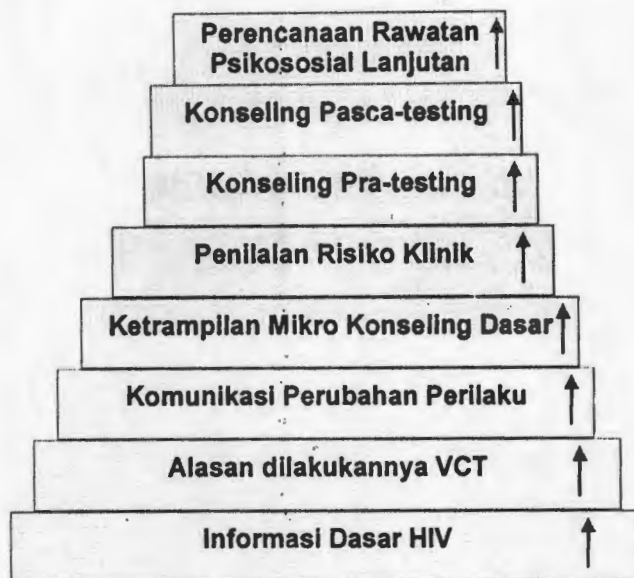 Perencanaan Rawatan
Psikososial Lanjutan
Konseling Pasca-testing
Konseling Pra-testing
Penilaian Risiko Klinik
Ketrampilan Mikro Konseling Dasar
Komunikasi Perubahan Perilaku
Alasan dilakukannya VCT
Informasi Dasar HIV